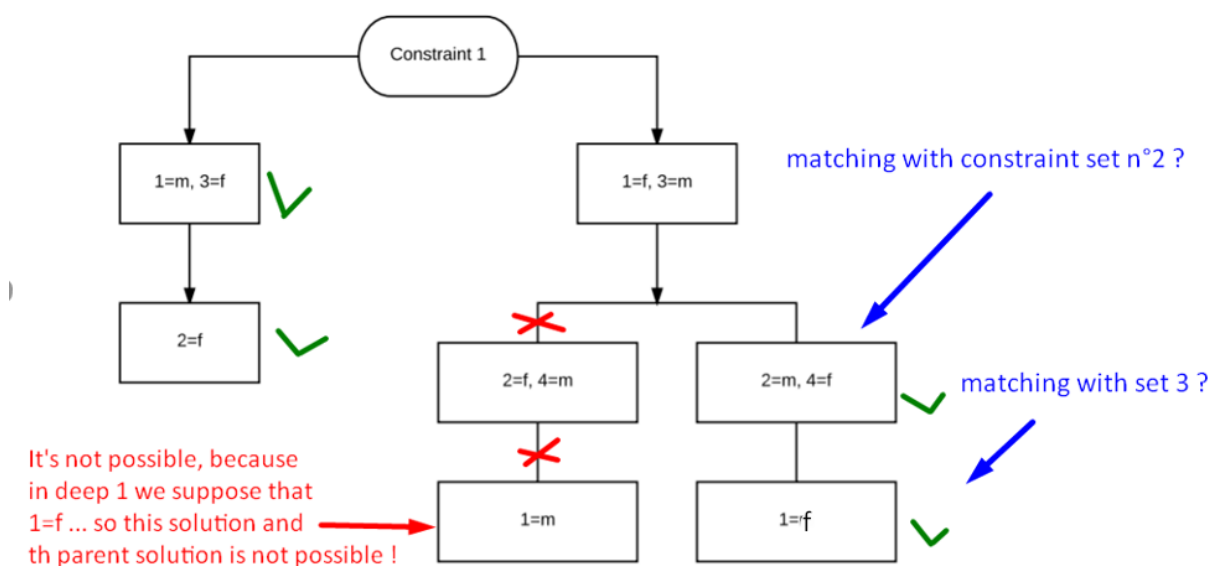 Constraint 1
1=m, 3=f
1=f, 3=m
matching with constraint set n°2 ?
2=f
2=f, 4=m
2=m, 4=f
matching with set 3 ?
It's not possible, because
in deep 1 we suppose that
1=f ... so this solution and
th parent solution is not possible !
1=m
1=f